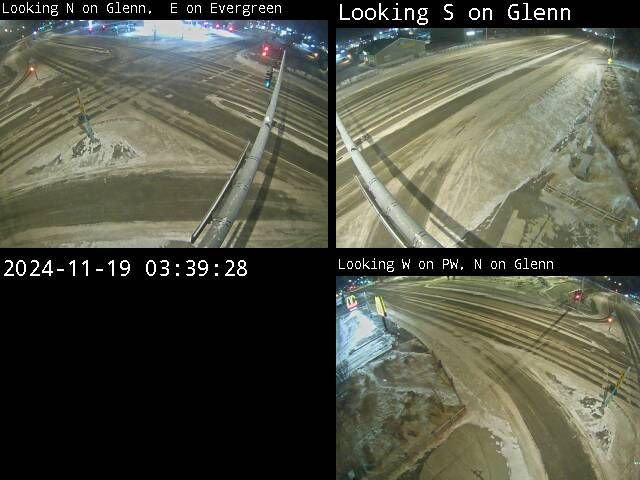 Looking N on Glenn, E on Evergreen
Looking S on Glenn
2024-11-19 03:39:28
Looking W on PW, N on Glenn